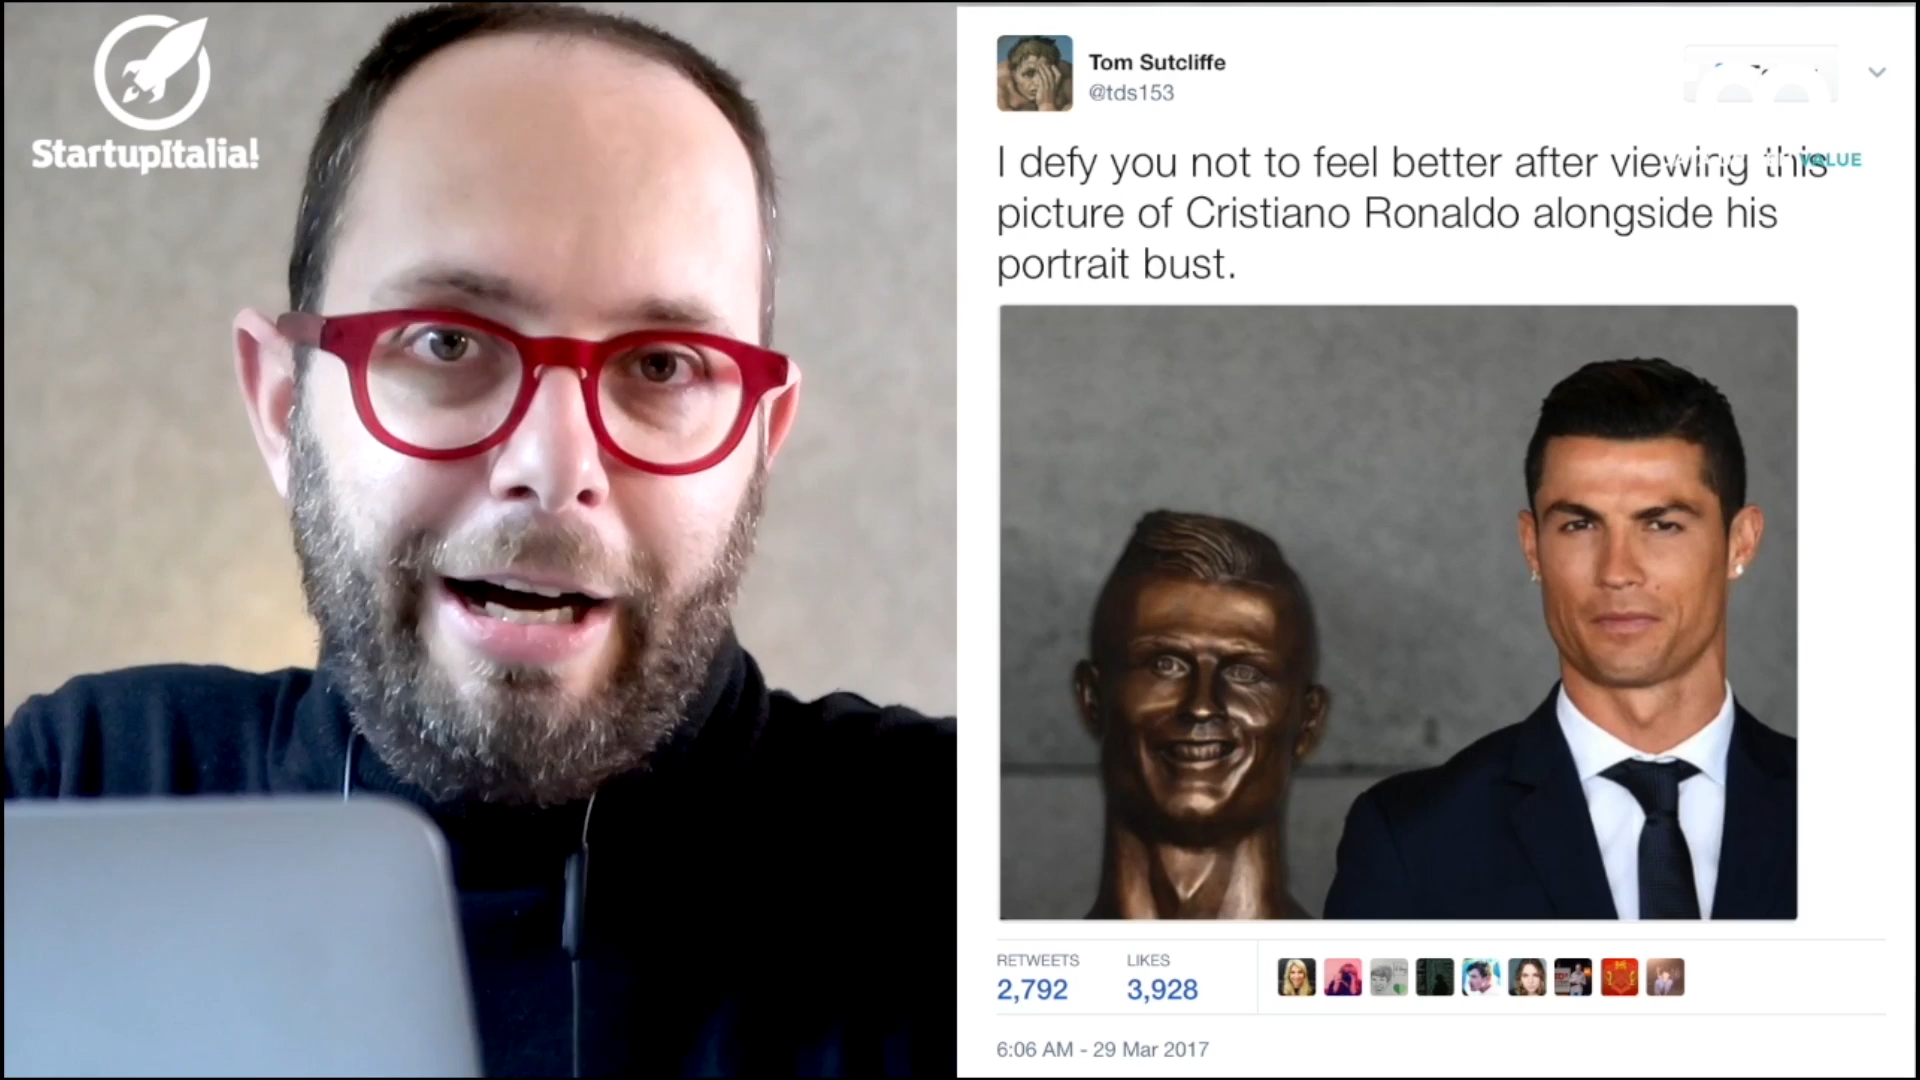 StartupItalia!
Tom Sutcliffe
@tds153
I defy you not to feel better after viewing this
VALUE
picture of Cristiano Ronaldo alongside his
portrait bust.
RETWEETS LIKES
2,792 3,928
6:06 AM - 29 Mar 2017